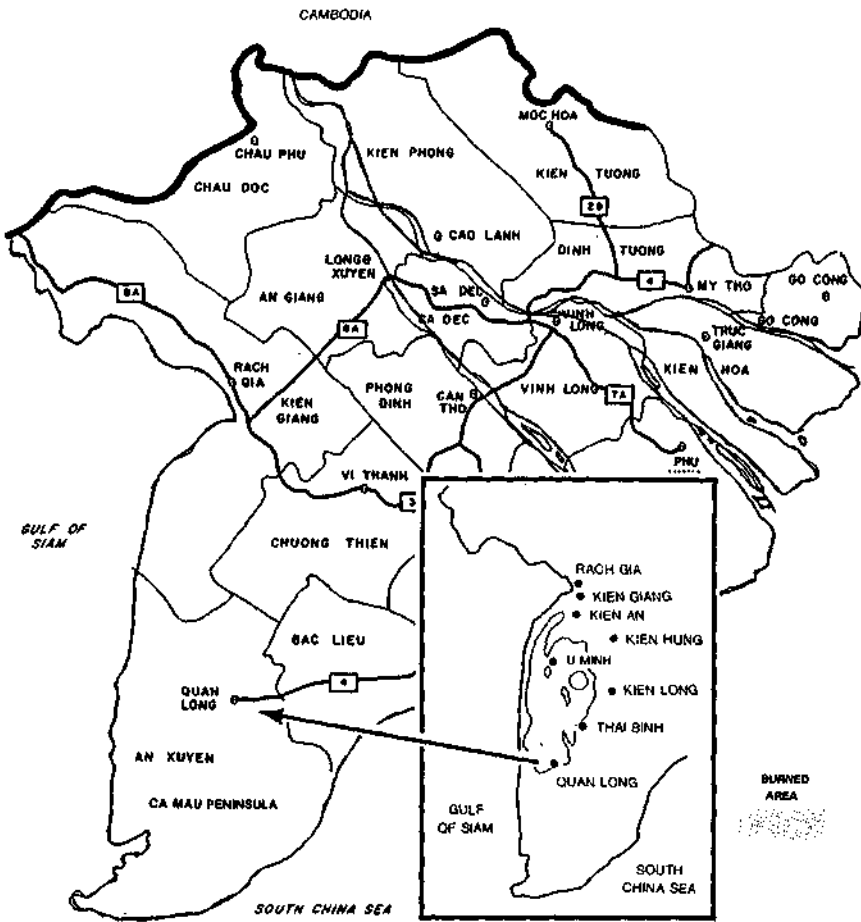 CAMBODIA
MOC HOA
CHAU PHU
KIEN PHONG
KIEN TUONG
CHAU DOC
29
CAO LANH
DINH TUONG
LONG
XUYEN
SA DEC
4
MY THO
GO CONG
8A
AN GIANG
SA DEC
VINH
LONG
TRUC
GIANG
GO CONG
8A
RACH
GIA
KIEN
GIANG
PHONG
DINH
CAN
THO
VINH LONG
KIEN HOA
7A
PHU
VI THANH
GULF OF
SIAM
CHUONG THIEN
RACH GIA
KIEN GIANG
KIEN AN
BAC LIEU
KIEN HUNG
U MINH
QUAN
LONG
4
KIEN LONG
THAI BINH
AN XUYEN
QUAN LONG
BURNED
AREA
CA MAU PENINSULA
GULF
OF SIAM
SOUTH
CHINA SEA
SOUTH CHINA SEA